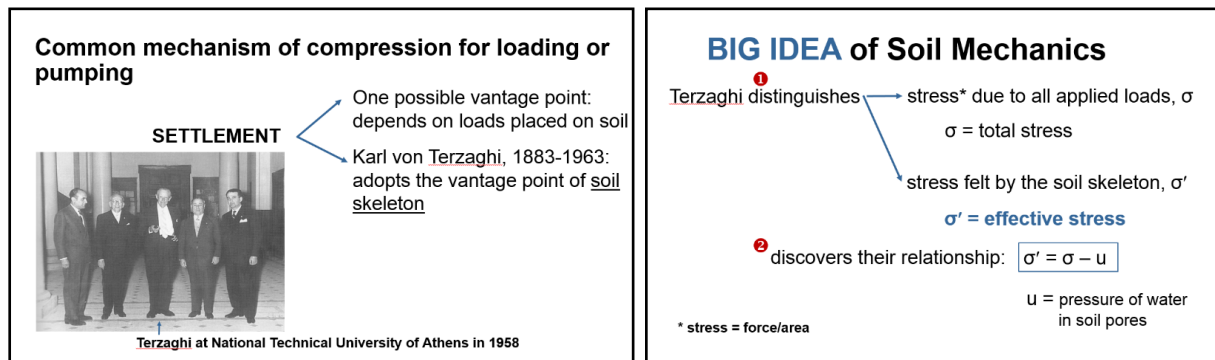 Common mechanism of compression for loading or
pumping
SETTLEMENT
One possible vantage point:
depends on loads placed on soil
Karl von Terzaghi, 1883-1963:
adopts the vantage point of soil
skeleton
Terzaghi at National Technical University of Athens in 1958
BIG IDEA of Soil Mechanics
❶
Terzaghi distinguishes
stress* due to all applied loads, σ
σ = total stress
stress felt by the soil skeleton, σ′
σ′ = effective stress
❷ discovers their relationship: σ′ = σ – u
u = pressure of water
in soil pores
* stress = force/area